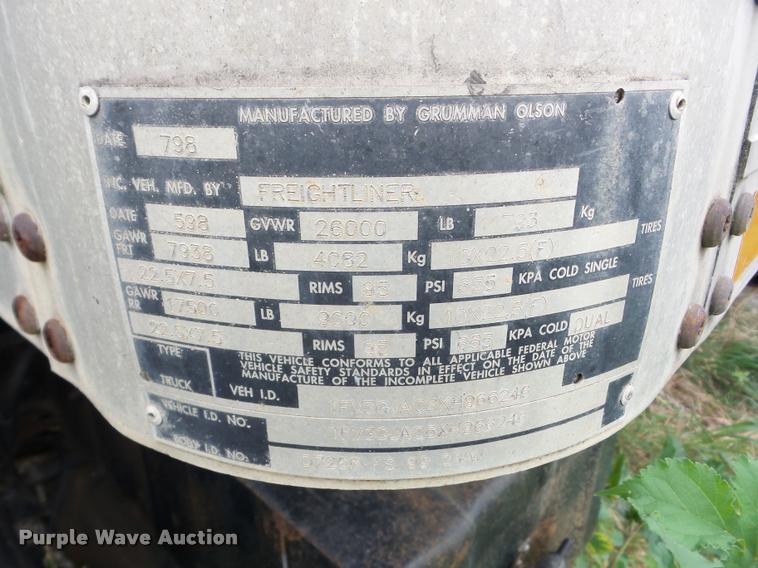 MANUFACTURED BY GRUMMAN OLSON
DATE 798
INC. VEH. MFD. BY FREIGHTLINER
DATE 598 GVWR 26000 LB Kg
GAWR FRT 7938 LB 4082 Kg TIRES
22.5X7.5 RIMS 95 PSI KPA COLD SINGLE
GAWR RR LB Kg TIRES
22.5X7.5 RIMS PSI KPA COLD DUAL
THIS VEHICLE CONFORMS TO ALL APPLICABLE FEDERAL MOTOR
VEHICLE SAFETY STANDARDS IN EFFECT ON THE DATE OF THE
MANUFACTURE OF THE INCOMPLETE VEHICLE SHOWN ABOVE
TYPE
TRUCK VEH I.D.
VEHICLE I.D. NO.
BODY I.D. NO.
Purple Wave Auction